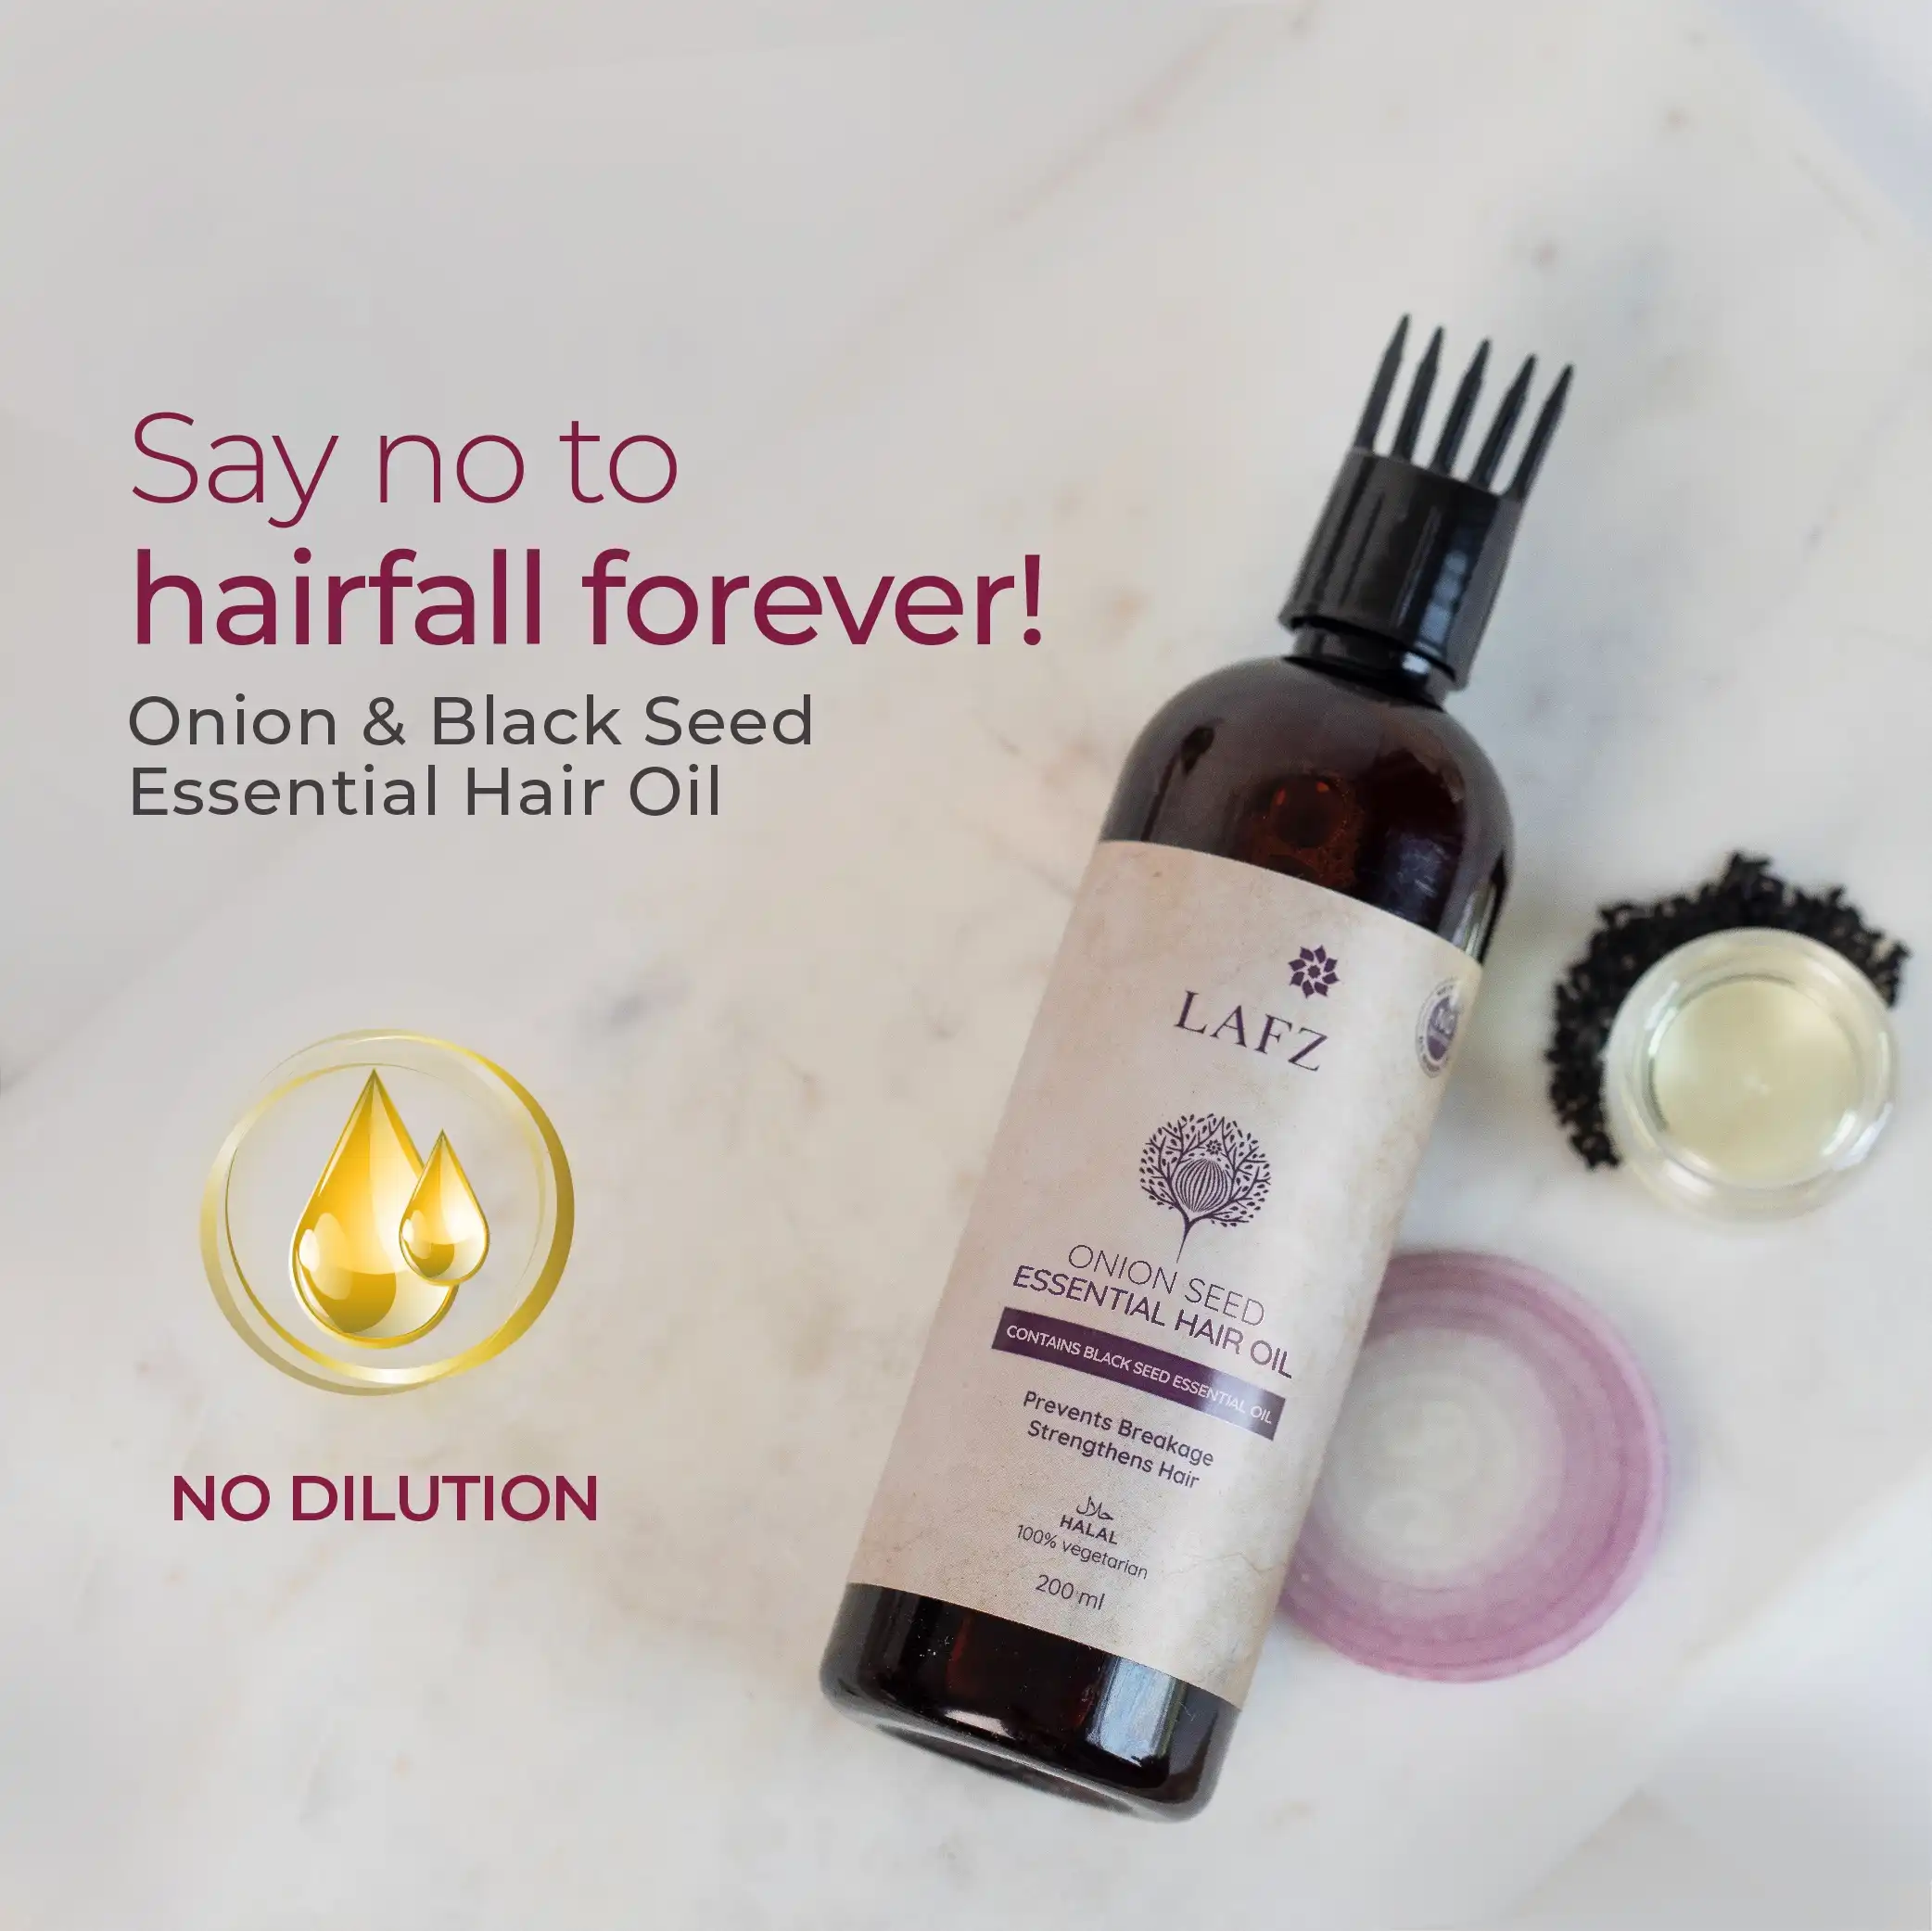 Say no to
hairfall forever!
Onion & Black Seed
Essential Hair Oil
NO DILUTION
LAFZ
ONION SEED
ESSENTIAL HAIR OIL
CONTAINS BLACK SEED ESSENTIAL OIL
Prevents Breakage
Strengthens Hair
حلال
HALAL
100% vegetarian
200 ml